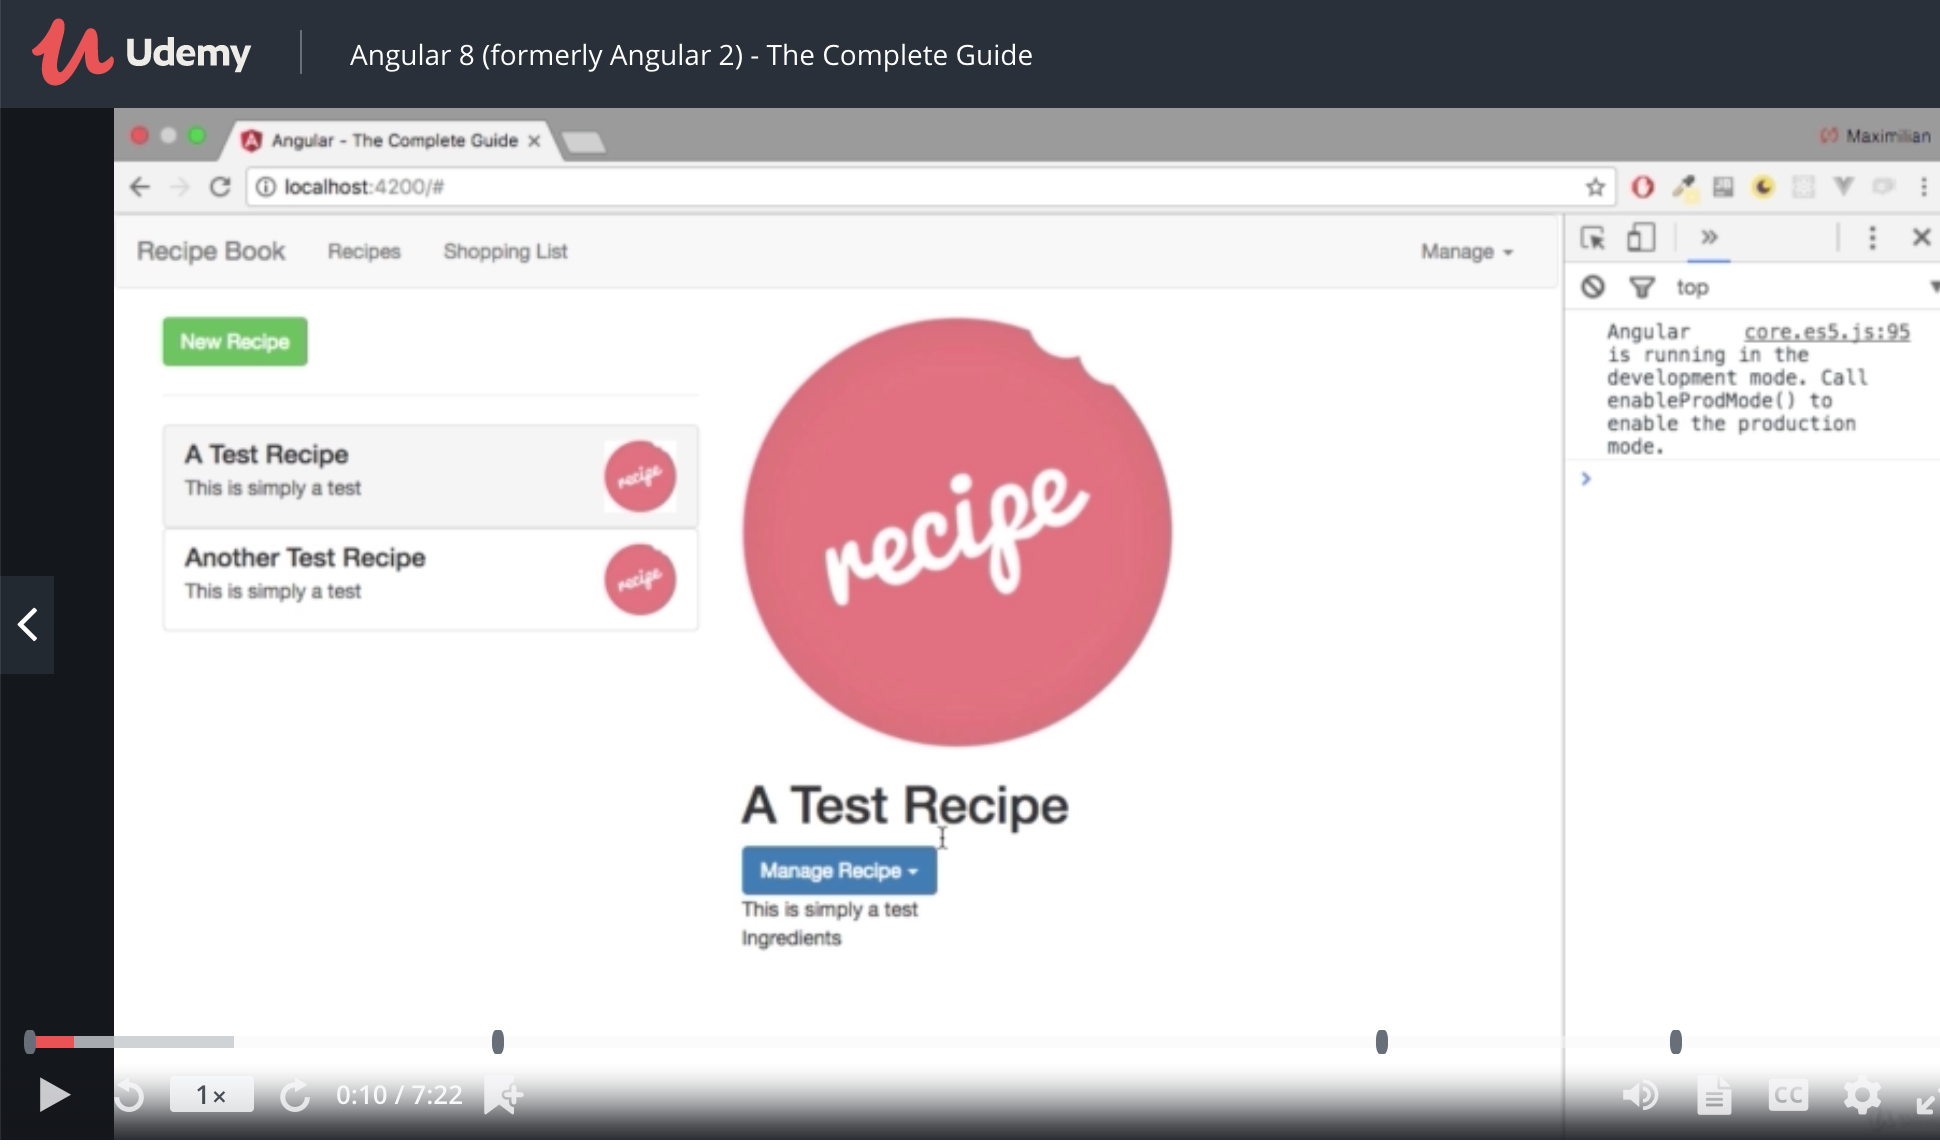 Udemy
Angular 8 (formerly Angular 2) - The Complete Guide
Angular - The Complete Guide
Maximilian
localhost:4200/#
Recipe Book
Recipes
Shopping List
Manage
top
New Recipe
Angular core.es5.js:95
is running in the
development mode. Call
enableProdMode() to
enable the production
mode.
A Test Recipe
This is simply a test
recipe
Another Test Recipe
This is simply a test
recipe
recipe
A Test Recipe
Manage Recipe
This is simply a test
Ingredients
1×
0:10 / 7:22
CC